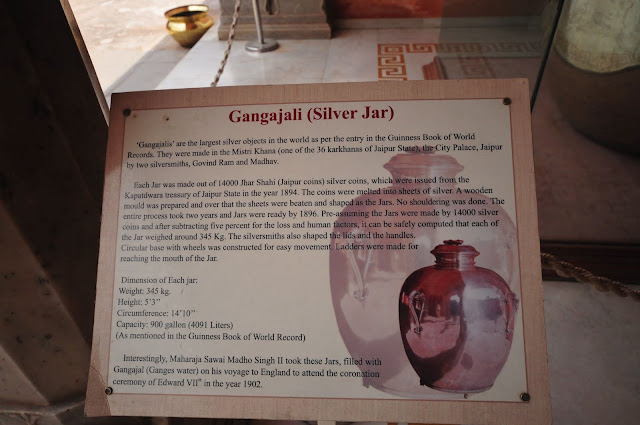 Gangajali (Silver Jar)
'Gangajalis' are the largest silver objects in the world as per the entry in the Guinness Book of World
Records. They were made in the Mistri Khana (one of the 36 karkhanas of Jaipur State), the City Palace, Jaipur
by two silversmiths, Govind Ram and Madhav.
Each Jar was made out of 14000 Jhar Shahi (Jaipur coins) silver coins, which were issued from the
Kapatdwara treasury of Jaipur State in the year 1894. The coins were melted into sheets of silver. A wooden
mould was prepared and over that the sheets were beaten and shaped as the Jars. No shouldering was done. The
entire process took two years and Jars were ready by 1896. Pre-assuming the Jars were made by 14000 silver
coins and after subtracting five percent for the loss and human factors, it can be safely computed that each of
the Jar weighed around 345 Kg. The silversmiths also shaped the lids and the handles.
Circular base with wheels was constructed for easy movement. Ladders were made for
reaching the mouth of the Jar.
Dimension of Each jar:
Weight: 345 kg.
Height: 5'3"
Circumference: 14'10"
Capacity: 900 gallon (4091 Liters)
(As mentioned in the Guinness Book of World Record)
Interestingly, Maharaja Sawai Madho Singh II took these Jars, filled with
Gangajal (Ganges water) on his voyage to England to attend the coronation
ceremony of Edward VIIth in the year 1902.